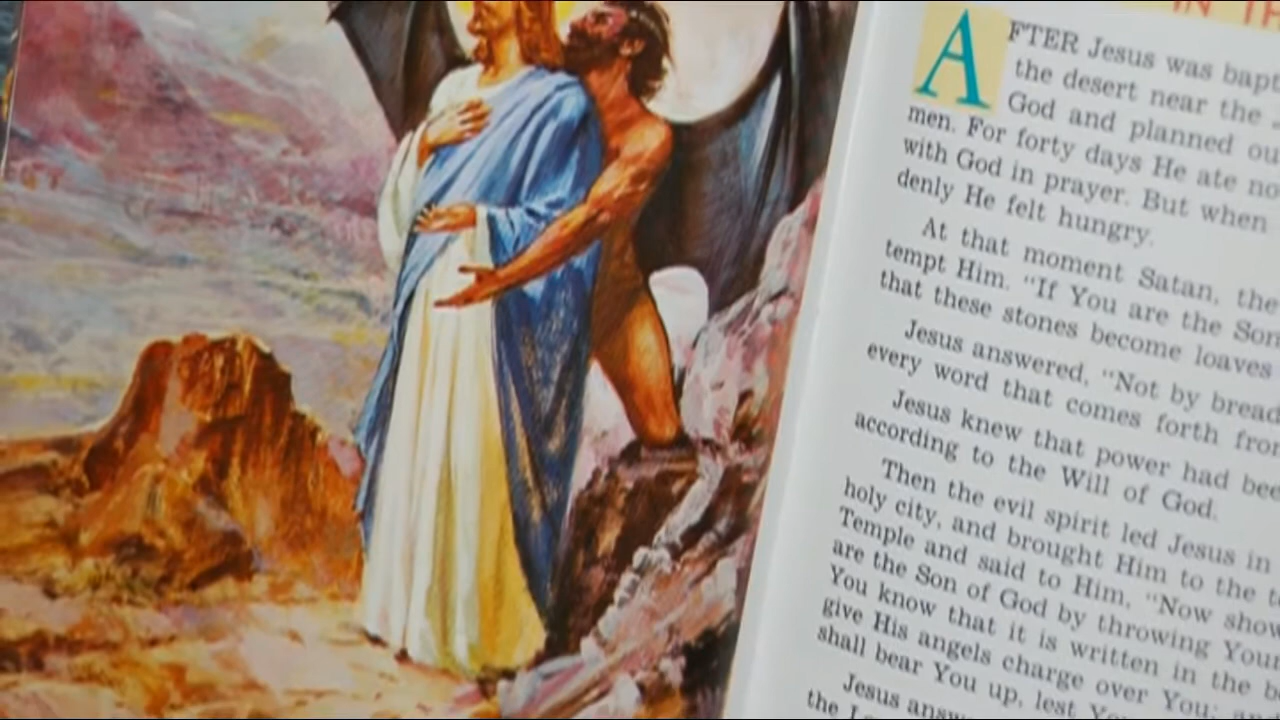 IN TH
AFTER Jesus was bapt
the desert near the
God and planned ou
men. For forty days He ate no
with God in prayer. But when
denly He felt hungry.
At that moment Satan, the
tempt Him. “If You are the Son
that these stones become loaves
Jesus answered, “Not by bread
every word that comes forth from
Jesus knew that power had bee
according to the Will of God.
Then the evil spirit led Jesus in
holy city, and brought Him to the t
Temple and said to Him, “Now show
are the Son of God by throwing Your
You know that it is written in the b
give His angels charge over You; and
shall bear You up, lest Yo
Jesus answ
the L